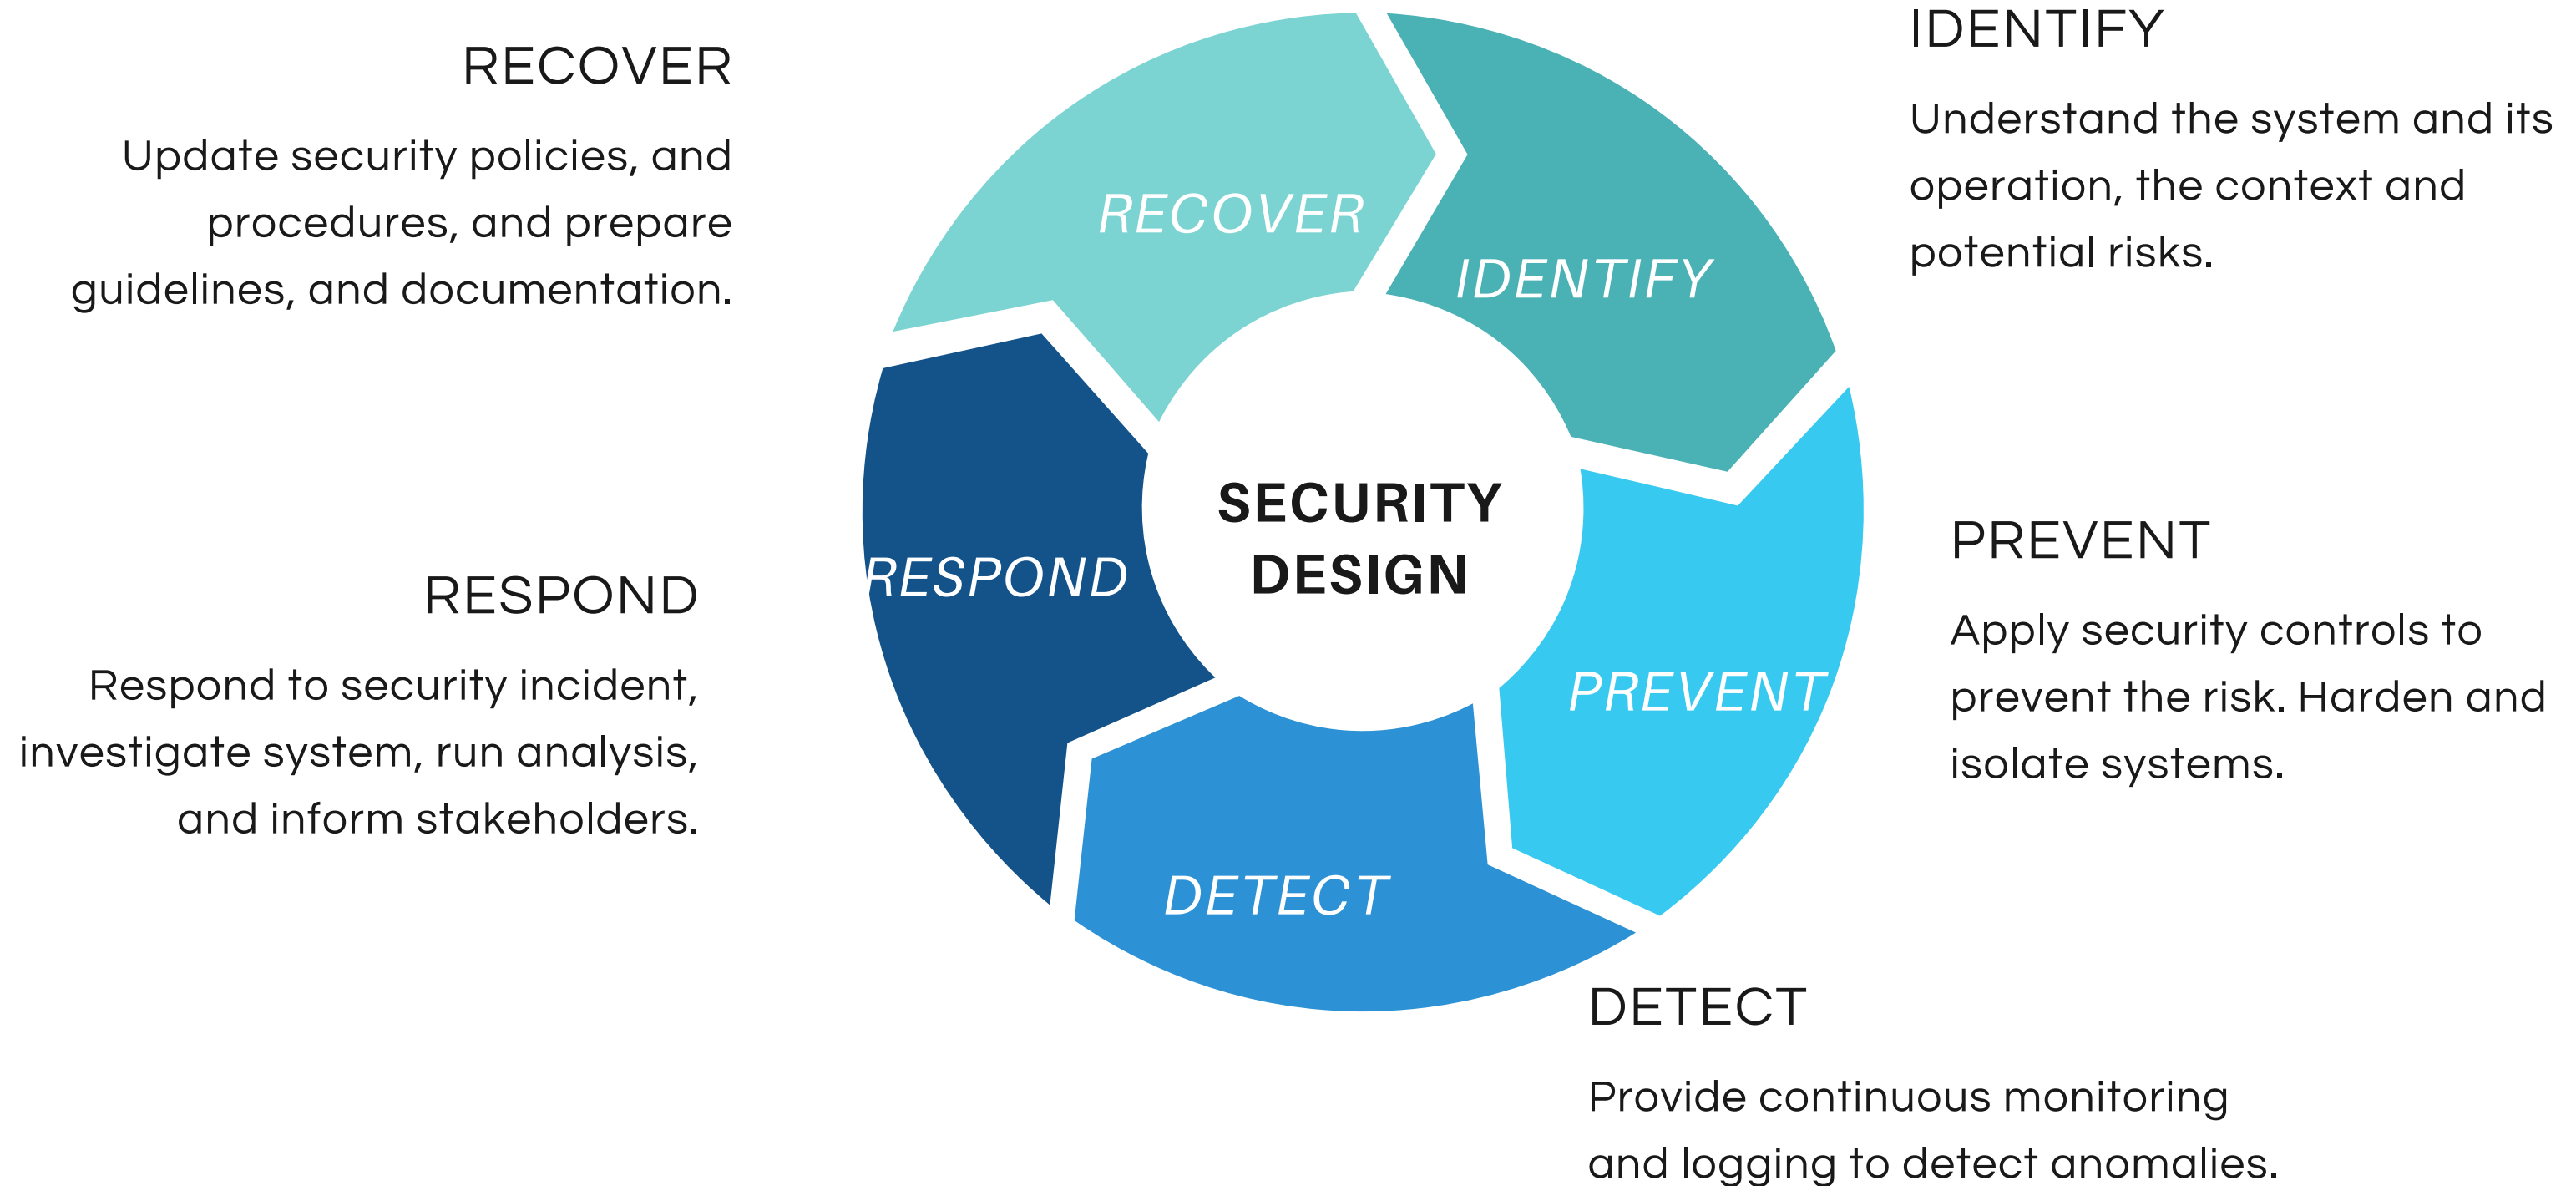 RECOVER
Update security policies, and
procedures, and prepare
guidelines, and documentation.
IDENTIFY
Understand the system and its
operation, the context and
potential risks.
RECOVER
IDENTIFY
SECURITY
DESIGN
RESPOND
PREVENT
DETECT
RESPOND
Respond to security incident,
investigate system, run analysis,
and inform stakeholders.
PREVENT
Apply security controls to
prevent the risk. Harden and
isolate systems.
DETECT
Provide continuous monitoring
and logging to detect anomalies.